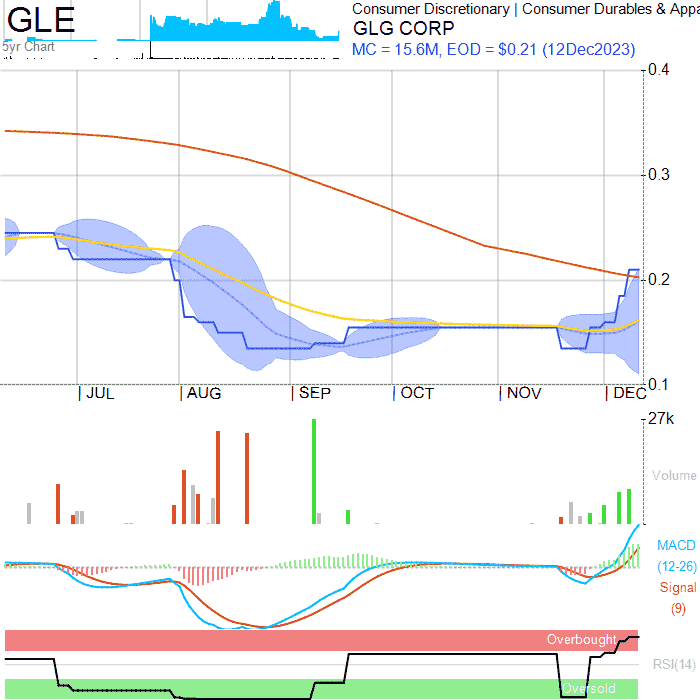 GLE
5yr Chart
Consumer Discretionary | Consumer Durables & Appa
GLG CORP
MC = 15.6M, EOD = $0.21 (12Dec2023)
0.4
0.3
0.2
0.1
JUL
AUG
SEP
OCT
NOV
DEC
27k
Volume
MACD
(12-26)
Signal
(9)
Overbought
RSI(14)
Oversold